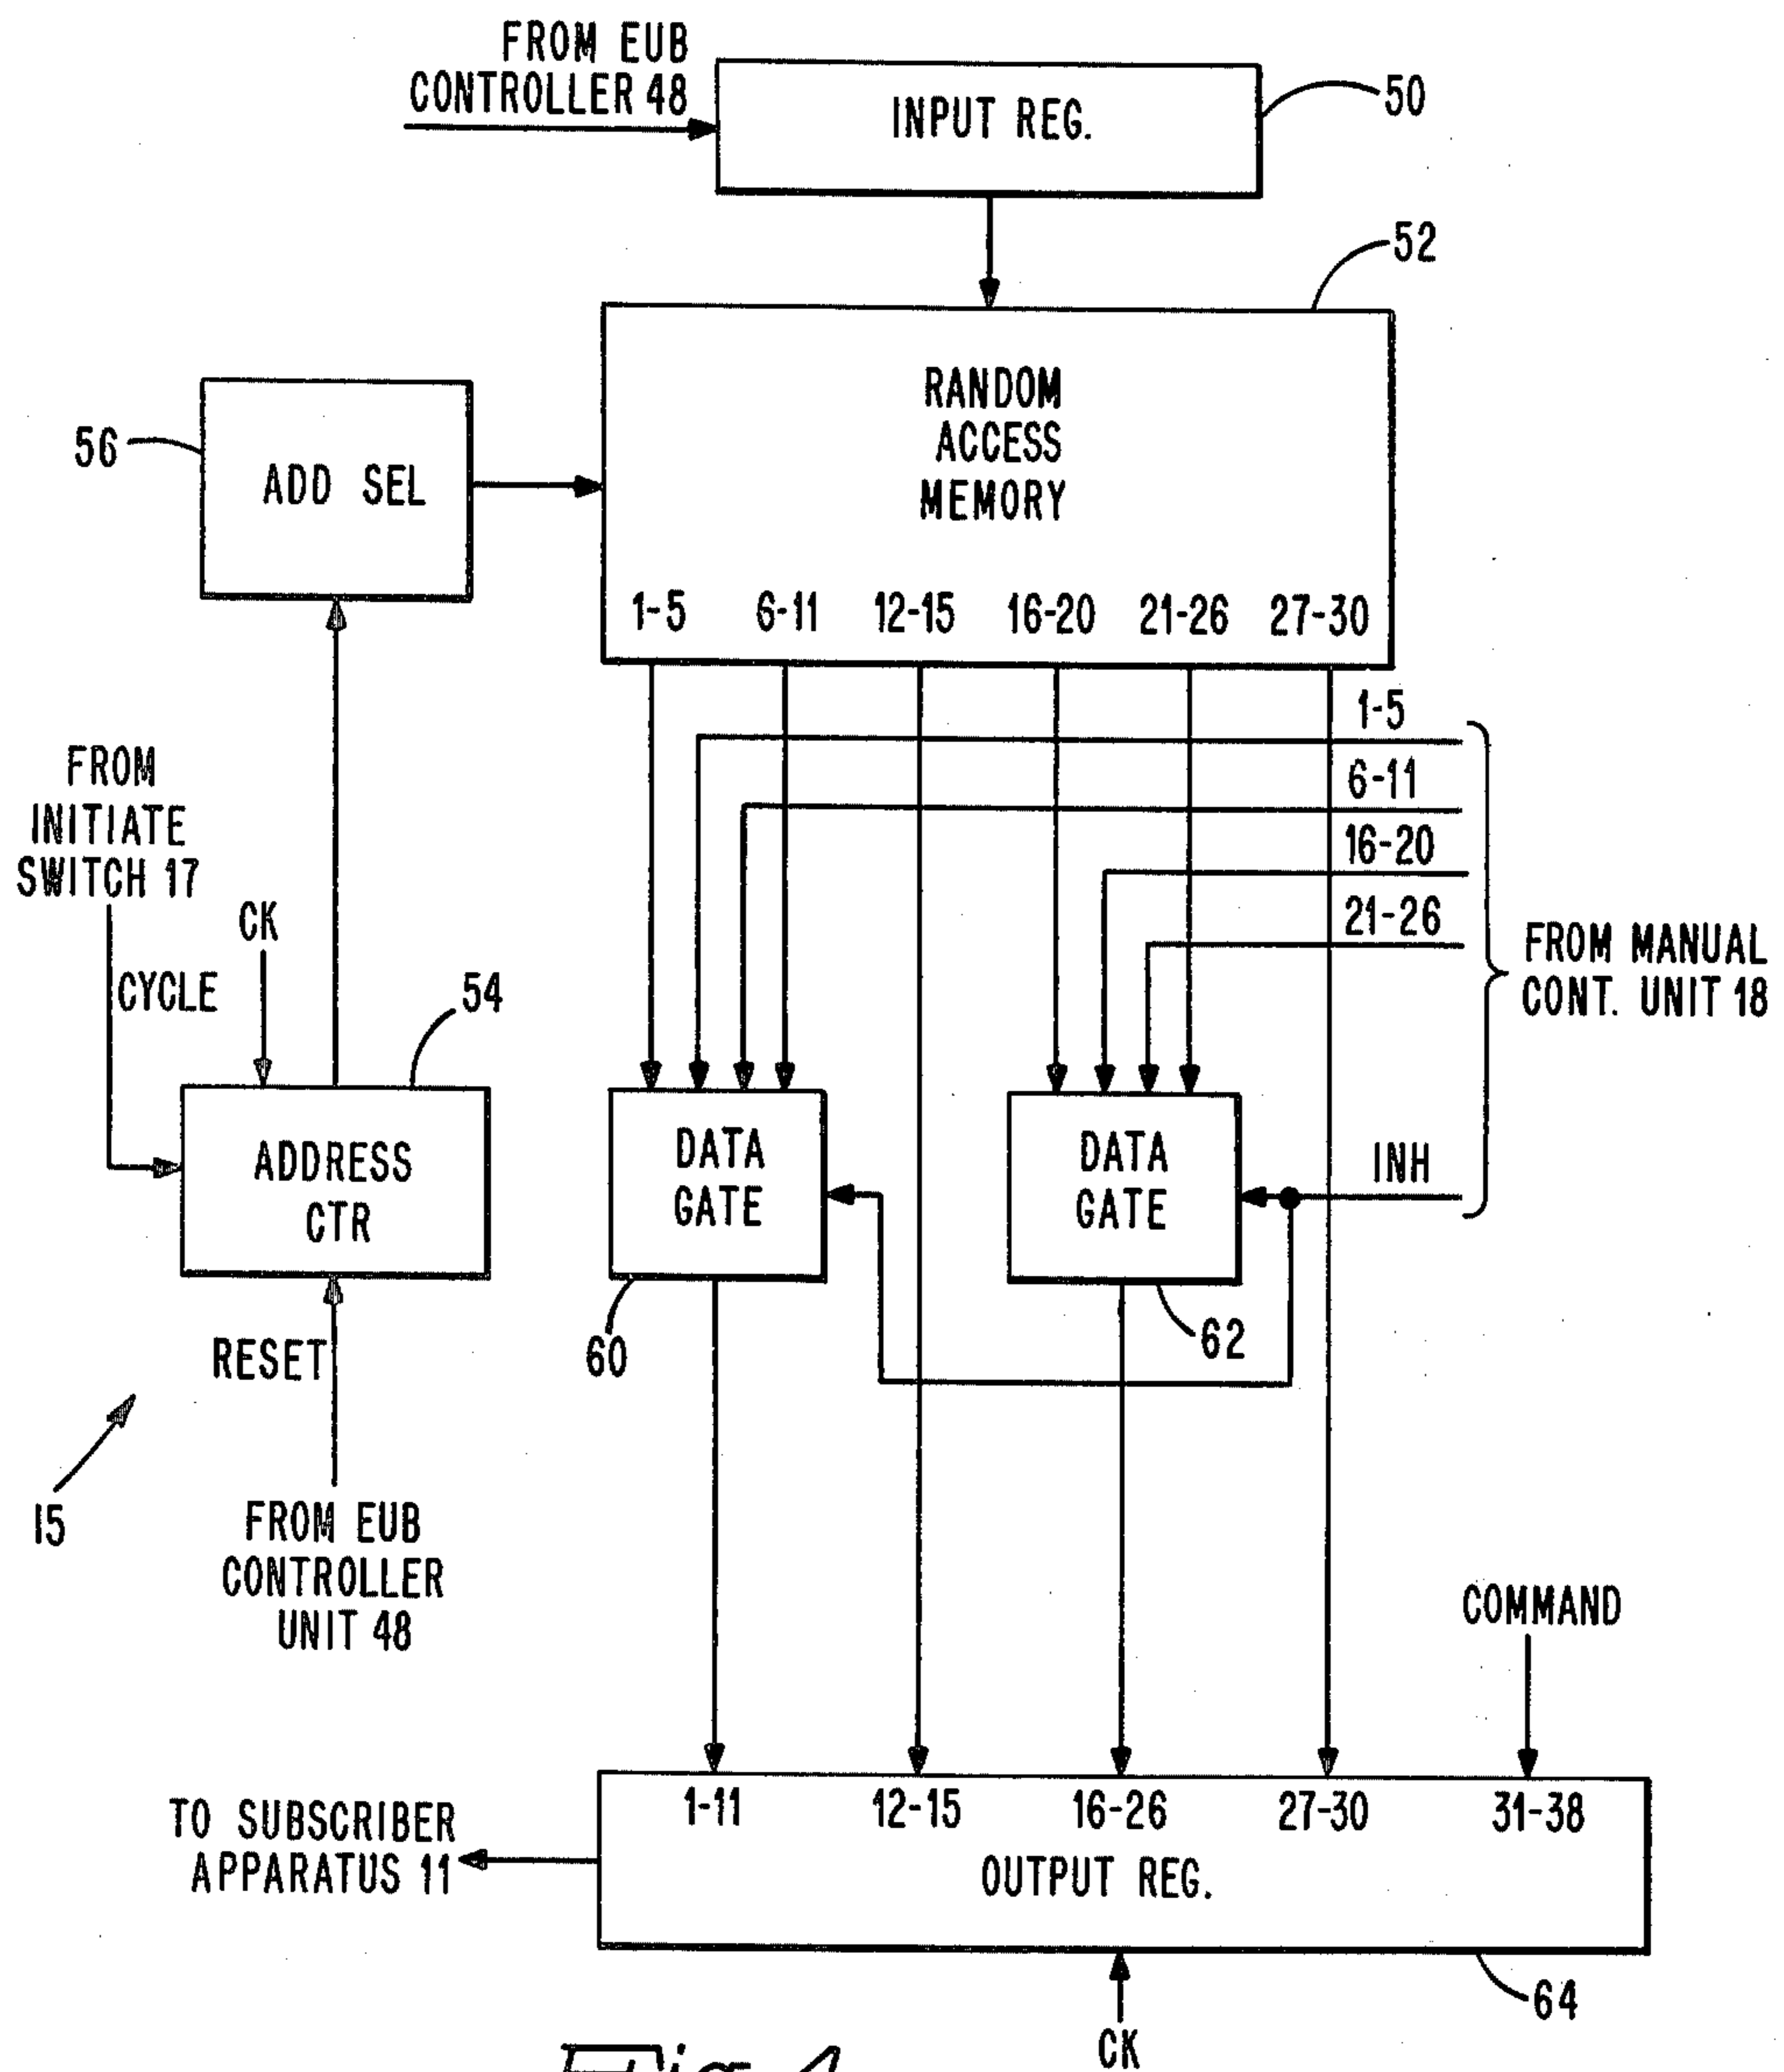 FROM EUB
CONTROLLER 48
INPUT REG.
50
52
RANDOM
ACCESS
MEMORY
56
ADD SEL
1-5 6-11 12-15 16-20 21-26 27-30
1-5
6-11
16-20
21-26
FROM MANUAL
CONT. UNIT 18
FROM
INITIATE
SWITCH 17
CK
CYCLE
54
ADDRESS
CTR
DATA
GATE
DATA
GATE
INH
60
62
RESET
15
FROM EUB
CONTROLLER
UNIT 48
COMMAND
TO SUBSCRIBER
APPARATUS 11
1-11 12-15 16-26 27-30 31-38
OUTPUT REG.
64
CK